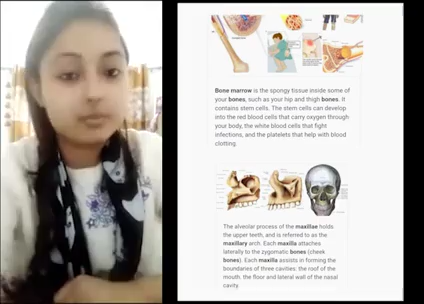 Bone marrow is the spongy tissue inside some of
your bones, such as your hip and thigh bones. It
contains stem cells. The stem cells can develop
into the red blood cells that carry oxygen through
your body, the white blood cells that fight
infections, and the platelets that help with blood
clotting.
The alveolar process of the maxillae holds
the upper teeth, and is referred to as the
maxillary arch. Each maxilla attaches
laterally to the zygomatic bones (cheek
bones). Each maxilla assists in forming the
boundaries of three cavities: the roof of the
mouth, the floor and lateral wall of the nasal
cavity.